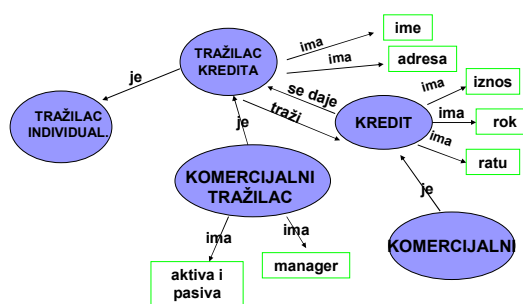 ime
TRAŽILAC
KREDITA
ima
ima
adresa
je
se daje
traži
ima
iznos
TRAŽILAC
INDIVIDUAL.
KREDIT
ima
rok
je
ima
ratu
KOMERCIJALNI
TRAŽILAC
je
KOMERCIJALNI
ima
ima
aktiva i
pasiva
manager